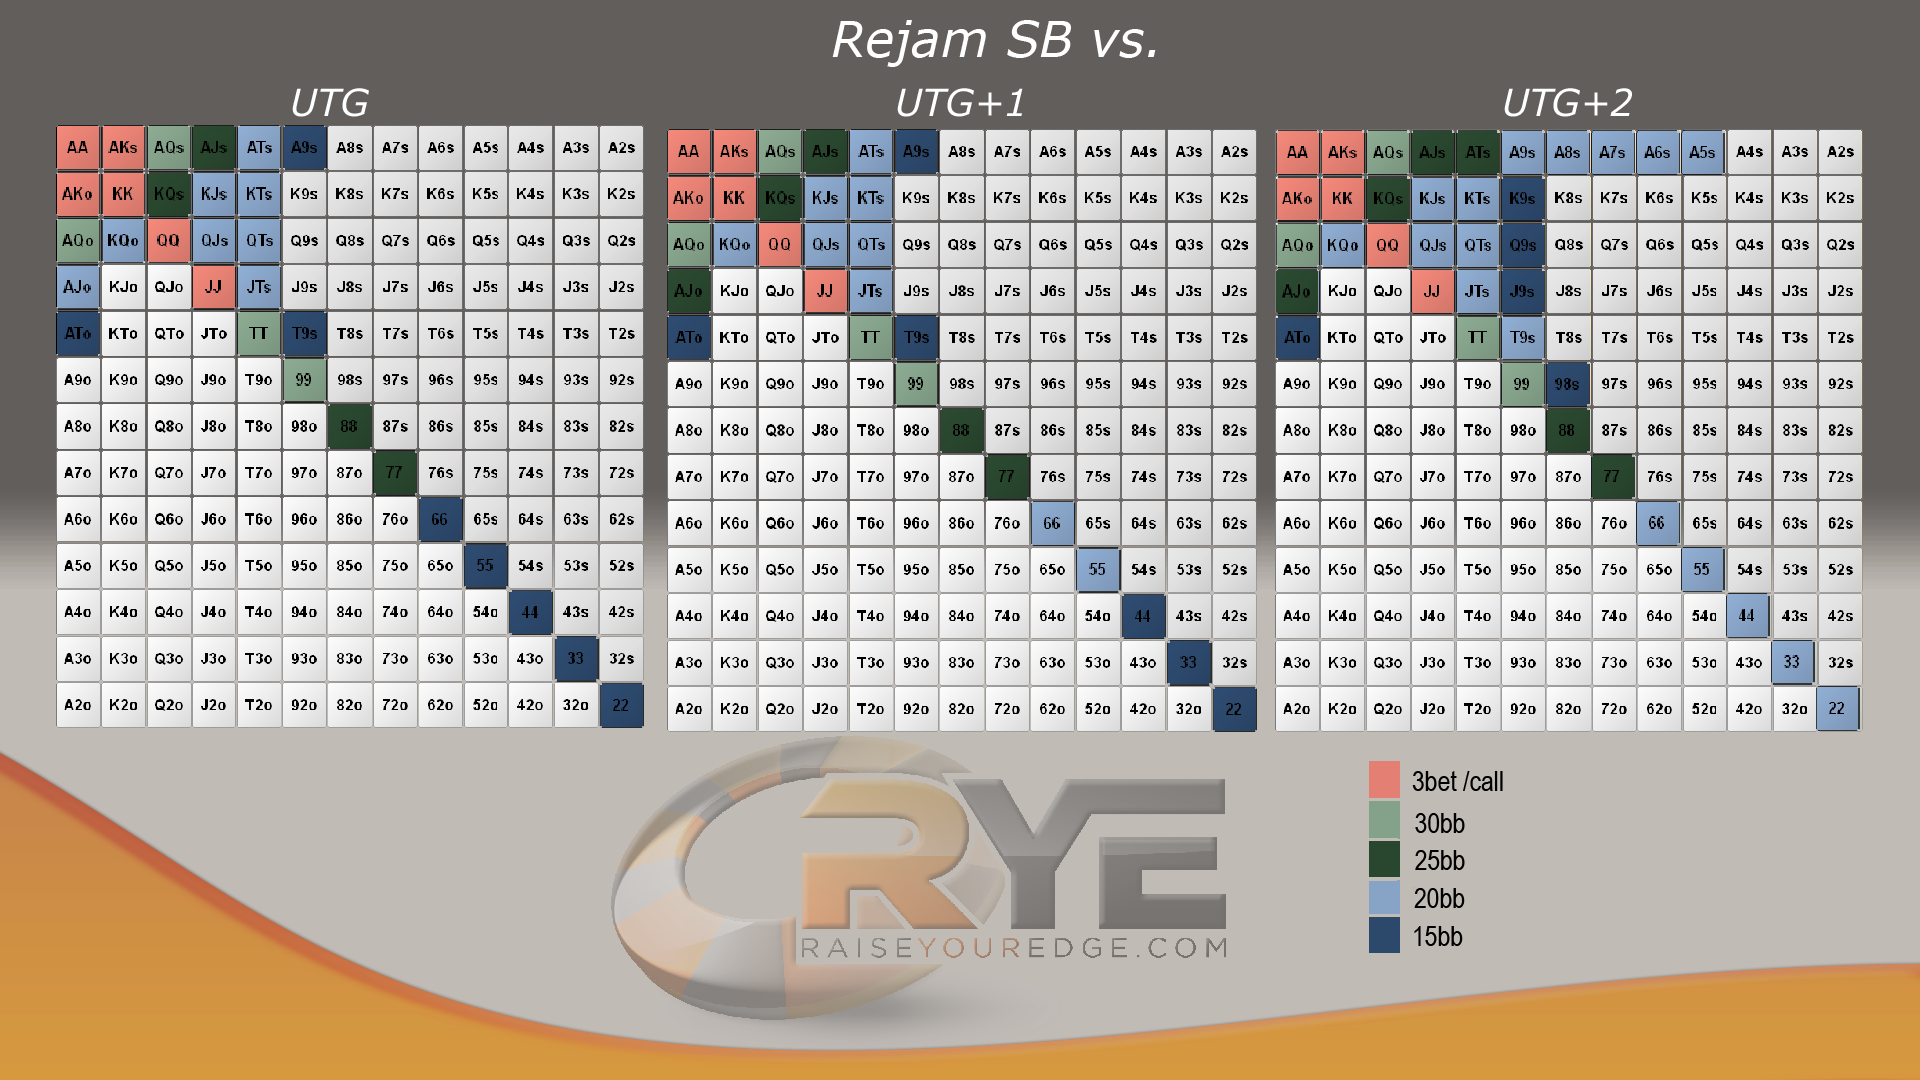 Rejam SB vs.
UTG
AA AKs AQs AJs ATs A9s A8s A7s A6s A5s A4s A3s A2s
AKo KK KQs KJs KTs K9s K8s K7s K6s K5s K4s K3s K2s
AQo KQo QQ QJs QTs Q9s Q8s Q7s Q6s Q5s Q4s Q3s Q2s
AJo KJo QJo JJ JTs J9s J8s J7s J6s J5s J4s J3s J2s
ATo KTo QTo JTo TT T9s T8s T7s T6s T5s T4s T3s T2s
A9o K9o Q9o J9o T9o 99 98s 97s 96s 95s 94s 93s 92s
A8o K8o Q8o J8o T8o 98o 88 87s 86s 85s 84s 83s 82s
A7o K7o Q7o J7o T7o 97o 87o 77 76s 75s 74s 73s 72s
A6o K6o Q6o J6o T6o 96o 86o 76o 66 65s 64s 63s 62s
A5o K5o Q5o J5o T5o 95o 85o 75o 65o 55 54s 53s 52s
A4o K4o Q4o J4o T4o 94o 84o 74o 64o 54o 44 43s 42s
A3o K3o Q3o J3o T3o 93o 83o 73o 63o 53o 43o 33 32s
A2o K2o Q2o J2o T2o 92o 82o 72o 62o 52o 42o 32o 22
UTG+1
AA AKs AQs AJs ATs A9s A8s A7s A6s A5s A4s A3s A2s
AKo KK KQs KJs KTs K9s K8s K7s K6s K5s K4s K3s K2s
AQo KQo QQ QJs QTs Q9s Q8s Q7s Q6s Q5s Q4s Q3s Q2s
AJo KJo QJo JJ JTs J9s J8s J7s J6s J5s J4s J3s J2s
ATo KTo QTo JTo TT T9s T8s T7s T6s T5s T4s T3s T2s
A9o K9o Q9o J9o T9o 99 98s 97s 96s 95s 94s 93s 92s
A8o K8o Q8o J8o T8o 98o 88 87s 86s 85s 84s 83s 82s
A7o K7o Q7o J7o T7o 97o 87o 77 76s 75s 74s 73s 72s
A6o K6o Q6o J6o T6o 96o 86o 76o 66 65s 64s 63s 62s
A5o K5o Q5o J5o T5o 95o 85o 75o 65o 55 54s 53s 52s
A4o K4o Q4o J4o T4o 94o 84o 74o 64o 54o 44 43s 42s
A3o K3o Q3o J3o T3o 93o 83o 73o 63o 53o 43o 33 32s
A2o K2o Q2o J2o T2o 92o 82o 72o 62o 52o 42o 32o 22
UTG+2
AA AKs AQs AJs ATs A9s A8s A7s A6s A5s A4s A3s A2s
AKo KK KQs KJs KTs K9s K8s K7s K6s K5s K4s K3s K2s
AQo KQo QQ QJs QTs Q9s Q8s Q7s Q6s Q5s Q4s Q3s Q2s
AJo KJo QJo JJ JTs J9s J8s J7s J6s J5s J4s J3s J2s
ATo KTo QTo JTo TT T9s T8s T7s T6s T5s T4s T3s T2s
A9o K9o Q9o J9o T9o 99 98s 97s 96s 95s 94s 93s 92s
A8o K8o Q8o J8o T8o 98o 88 87s 86s 85s 84s 83s 82s
A7o K7o Q7o J7o T7o 97o 87o 77 76s 75s 74s 73s 72s
A6o K6o Q6o J6o T6o 96o 86o 76o 66 65s 64s 63s 62s
A5o K5o Q5o J5o T5o 95o 85o 75o 65o 55 54s 53s 52s
A4o K4o Q4o J4o T4o 94o 84o 74o 64o 54o 44 43s 42s
A3o K3o Q3o J3o T3o 93o 83o 73o 63o 53o 43o 33 32s
A2o K2o Q2o J2o T2o 92o 82o 72o 62o 52o 42o 32o 22
RYE
RAISEYOUREDGE.COM
3bet /call
30bb
25bb
20bb
15bb